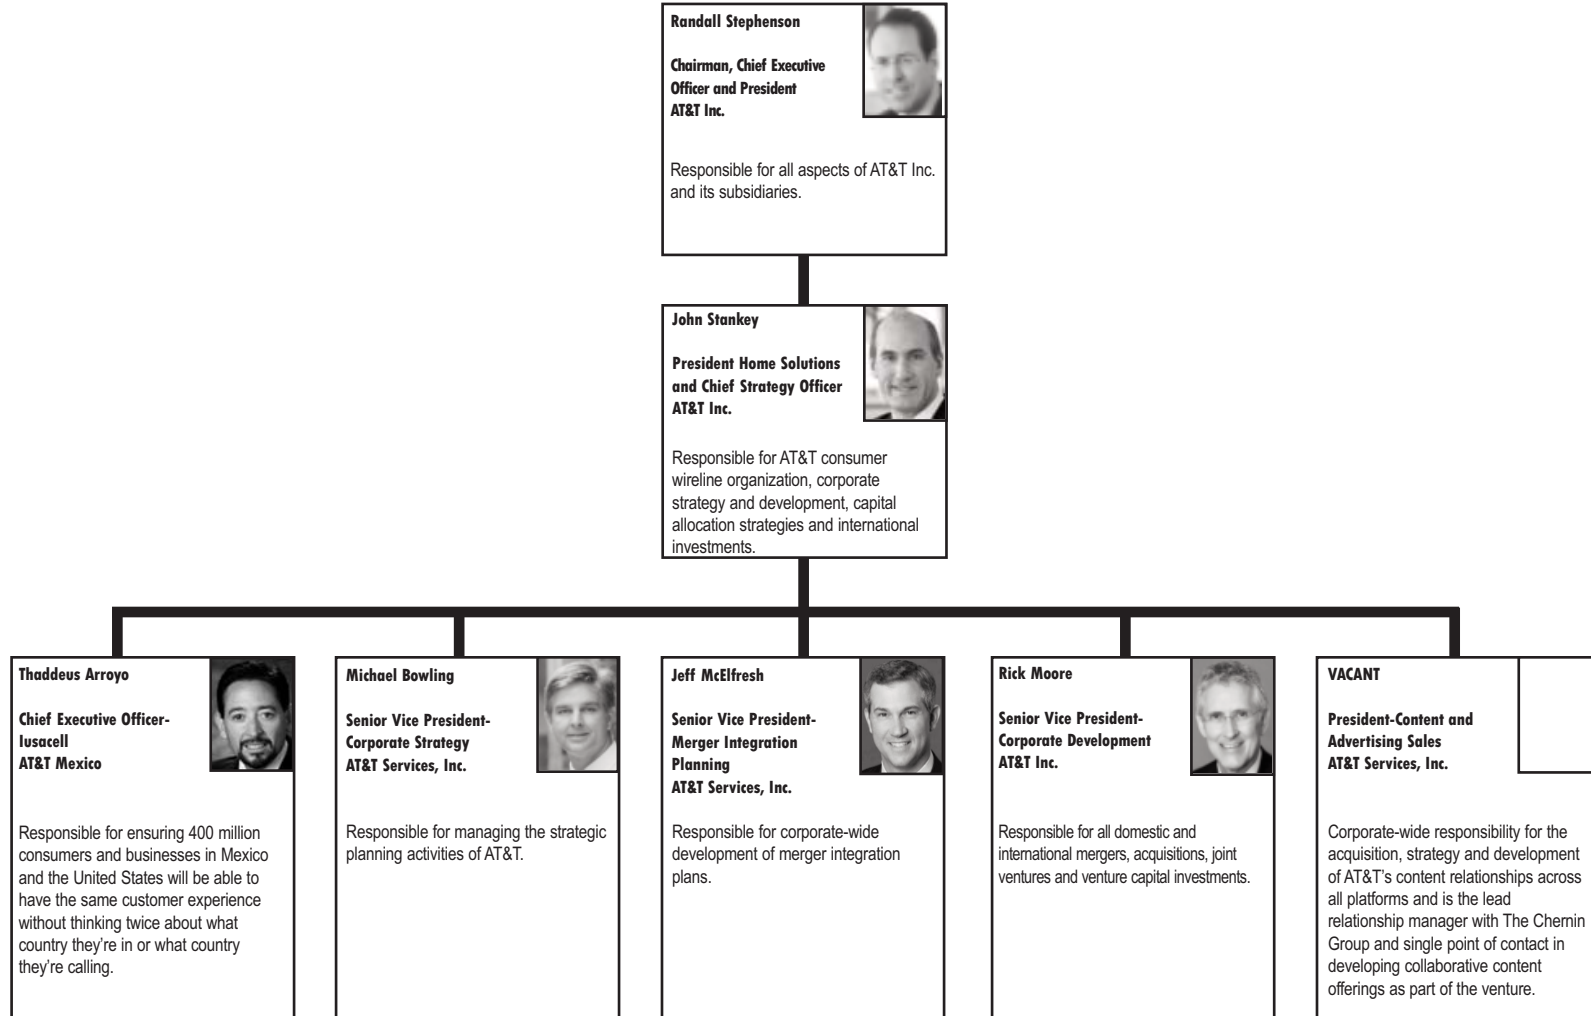 Randall Stephenson
Chairman, Chief Executive
Officer and President
AT&T Inc.
Responsible for all aspects of AT&T Inc.
and its subsidiaries.
John Stankey
President Home Solutions
and Chief Strategy Officer
AT&T Inc.
Responsible for AT&T consumer
wireline organization, corporate
strategy and development, capital
allocation strategies and international
investments.
Thaddeus Arroyo
Chief Executive Officer-
Iusacell
AT&T Mexico
Responsible for ensuring 400 million
consumers and businesses in Mexico
and the United States will be able to
have the same customer experience
without thinking twice about what
country they're in or what country
they're calling.
Michael Bowling
Senior Vice President-
Corporate Strategy
AT&T Services, Inc.
Responsible for managing the strategic
planning activities of AT&T.
Jeff McElfresh
Senior Vice President-
Merger Integration
Planning
AT&T Services, Inc.
Responsible for corporate-wide
development of merger integration
plans.
Rick Moore
Senior Vice President-
Corporate Development
AT&T Inc.
Responsible for all domestic and
international mergers, acquisitions, joint
ventures and venture capital investments.
VACANT
President-Content and
Advertising Sales
AT&T Services, Inc.
Corporate-wide responsibility for the
acquisition, strategy and development
of AT&T's content relationships across
all platforms and is the lead
relationship manager with The Chernin
Group and single point of contact in
developing collaborative content
offerings as part of the venture.